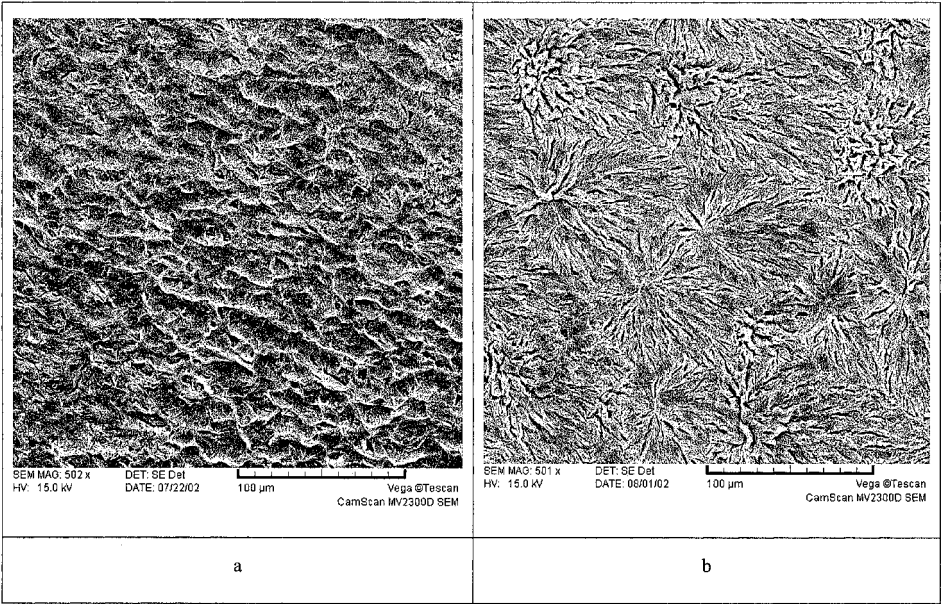 SEM MAG: 502 x DET: SE Det
HV: 15.0 kV DATE: 07/22/02 100 µm Vega ©Tescan
CamScan MV2300D SEM
SEM MAG: 501 x DET: SE Det
HV: 15.0 kV DATE: 08/01/02 100 µm Vega ©Tescan
CamScan MV2300D SEM
a
b